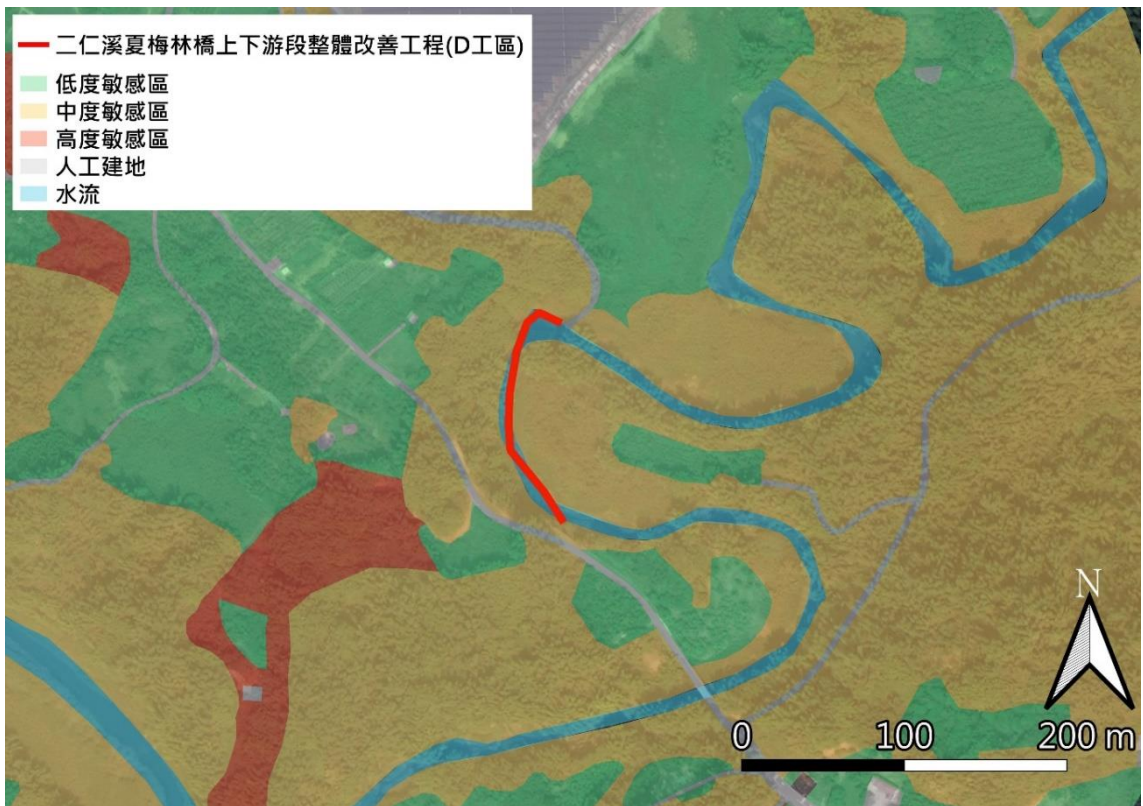 二仁溪夏梅林橋上下游段整體改善工程(D工區)
低度敏感區
中度敏感區
高度敏感區
人工建地
水流
N
0 100 200 m